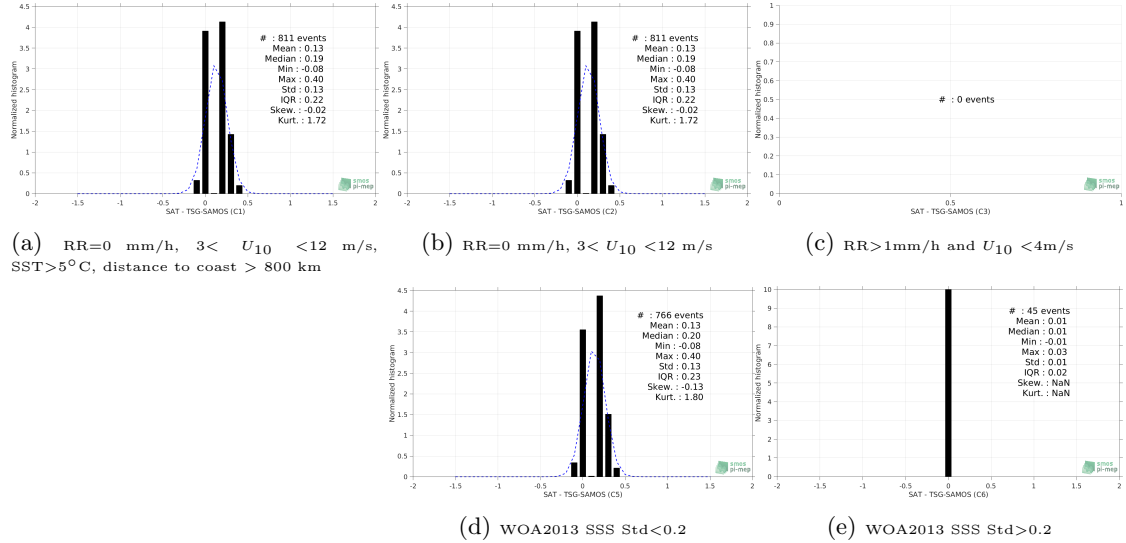 4.5
4
3.5
3
2.5
2
1.5
1
0.5
0
Normalized histogram
# : 811 events
Mean : 0.13
Median : 0.19
Min : -0.08
Max : 0.40
Std : 0.13
IQR : 0.22
Skew. : -0.02
Kurt. : 1.72
smos
pi-mep
-2 -1.5 -1 -0.5 0 0.5 1 1.5 2
SAT - TSG-SAMOS (C1)
(a) RR=0 mm/h, 3< U10 <12 m/s,
SST>5°C, distance to coast > 800 km
4.5
4
3.5
3
2.5
2
1.5
1
0.5
0
Normalized histogram
# : 811 events
Mean : 0.13
Median : 0.19
Min : -0.08
Max : 0.40
Std : 0.13
IQR : 0.22
Skew. : -0.02
Kurt. : 1.72
smos
pi-mep
-2 -1.5 -1 -0.5 0 0.5 1 1.5 2
SAT - TSG-SAMOS (C2)
(b) RR=0 mm/h, 3< U10 <12 m/s
1
0.9
0.8
0.7
0.6
0.5
0.4
0.3
0.2
0.1
0
Normalized histogram
# : 0 events
smos
pi-mep
0 0.5 1
SAT - TSG-SAMOS (C3)
(c) RR>1mm/h and U10 <4m/s
4.5
4
3.5
3
2.5
2
1.5
1
0.5
0
Normalized histogram
# : 766 events
Mean : 0.13
Median : 0.20
Min : -0.08
Max : 0.40
Std : 0.13
IQR : 0.23
Skew. : -0.13
Kurt. : 1.80
smos
pi-mep
-2 -1.5 -1 -0.5 0 0.5 1 1.5 2
SAT - TSG-SAMOS (C5)
(d) WOA2013 SSS Std<0.2
10
9
8
7
6
5
4
3
2
1
0
Normalized histogram
# : 45 events
Mean : 0.01
Median : 0.01
Min : -0.01
Max : 0.03
Std : 0.01
IQR : 0.02
Skew. : NaN
Kurt. : NaN
smos
pi-mep
-2 -1.5 -1 -0.5 0 0.5 1 1.5 2
SAT - TSG-SAMOS (C6)
(e) WOA2013 SSS Std>0.2